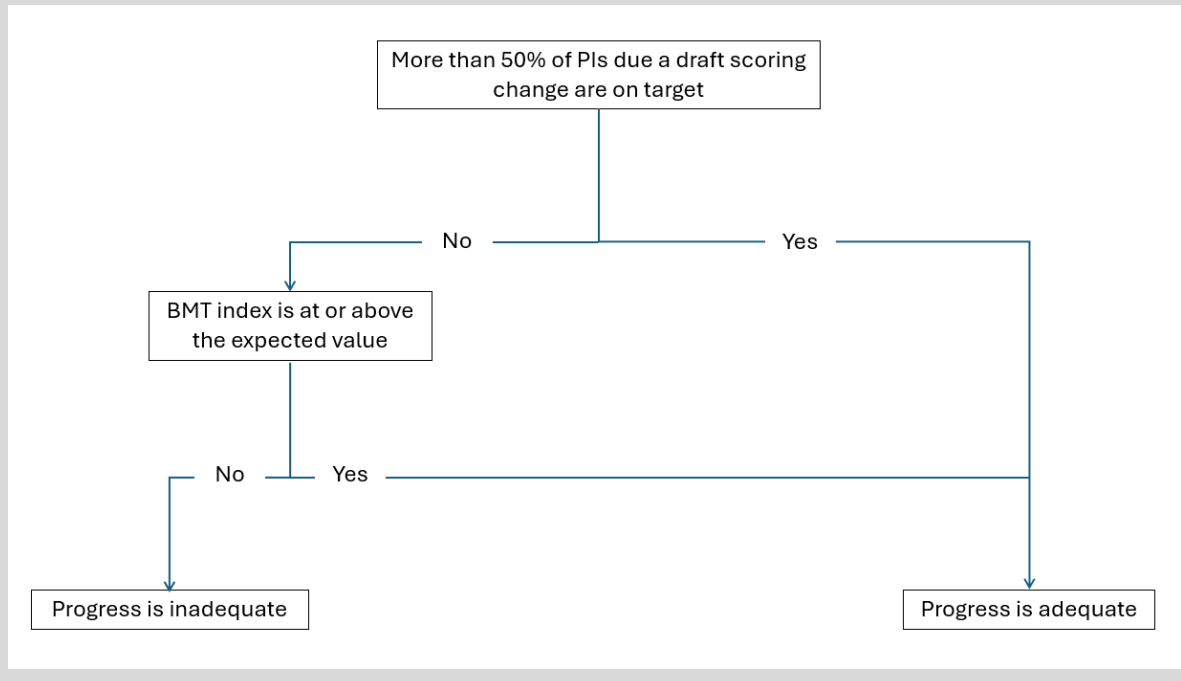 More than 50% of PIs due a draft scoring
change are on target
No
Yes
BMT index is at or above
the expected value
No
Yes
Progress is inadequate
Progress is adequate